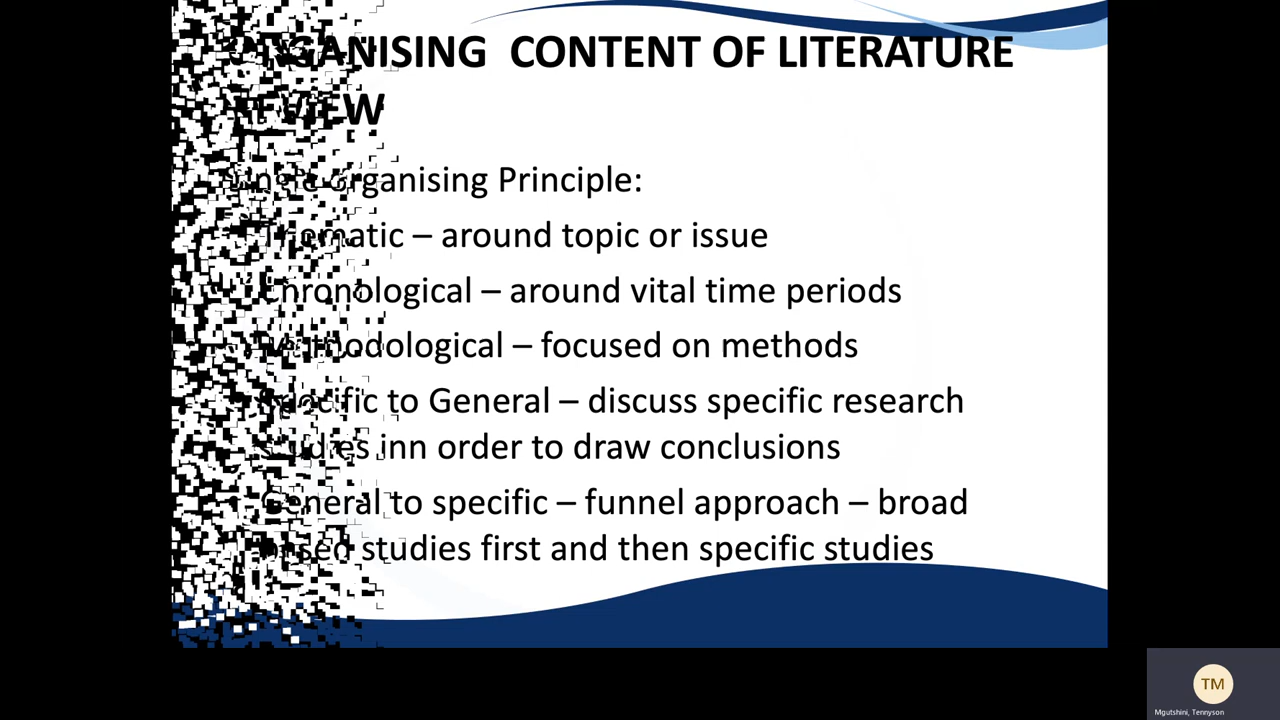 ORGANISING CONTENT OF LITERATURE
REVIEW
Single organising Principle:
Thematic – around topic or issue
Chronological – around vital time periods
Methodological – focused on methods
Specific to General – discuss specific research
studies inn order to draw conclusions
General to specific – funnel approach – broad
based studies first and then specific studies
TM
Mgutshini, Tennyson